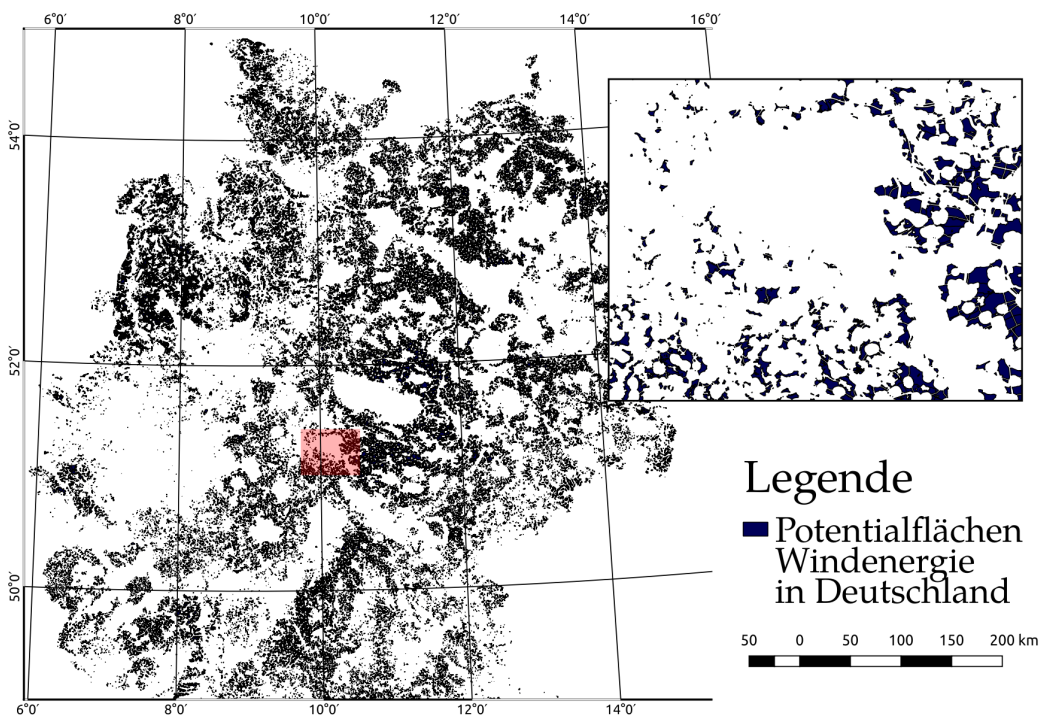 6°0′ 8°0′ 10°0′ 12°0′ 14°0′ 16°0′
54°0′
52°0′
50°0′
Legende
Potentialflächen
Windenergie
in Deutschland
50 0 50 100 150 200 km
6°0′ 8°0′ 10°0′ 12°0′ 14°0′